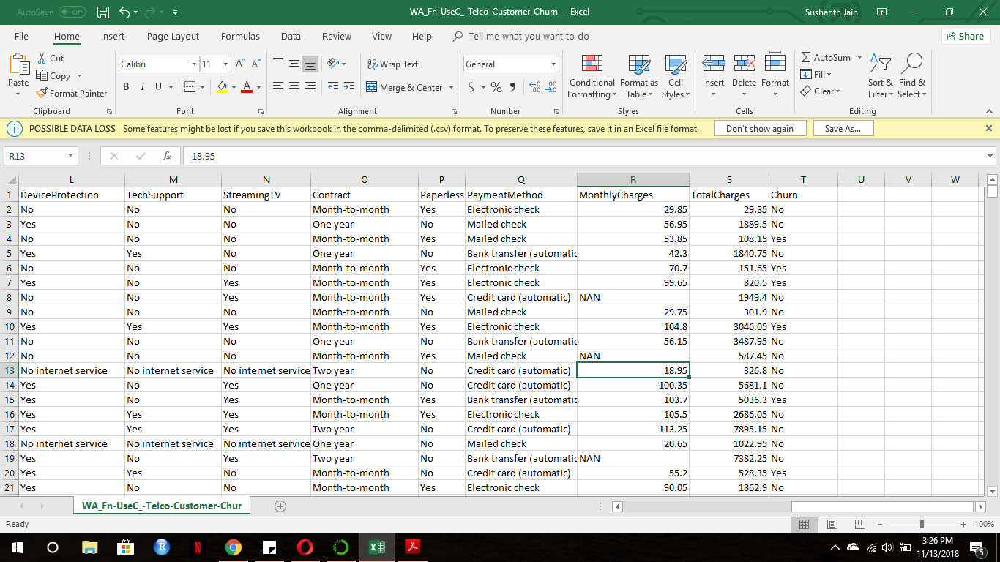 AutoSave Off WA_Fn-UseC_-Telco-Customer-Churn - Excel Sushanth Jain
File Home Insert Page Layout Formulas Data Review View Help Tell me what you want to do Share
Paste Cut Copy Format Painter Clipboard
Calibri 11 B I U A Font
Wrap Text Merge & Center Alignment
General $ % Number
Conditional Formatting Format as Table Cell Styles Styles
Insert Delete Format Cells
AutoSum Fill Clear Sort & Filter Find & Select Editing
POSSIBLE DATA LOSS Some features might be lost if you save this workbook in the comma-delimited (.csv) format. To preserve these features, save it in an Excel file format. Don't show again Save As...
R13 fx 18.95
L M N O P Q R S T U V W
1 DeviceProtection TechSupport StreamingTV Contract Paperless PaymentMethod MonthlyCharges TotalCharges Churn
2 No No No Month-to-month Yes Electronic check 29.85 29.85 No
3 Yes No No One year No Mailed check 56.95 1889.5 No
4 No No No Month-to-month Yes Mailed check 53.85 108.15 Yes
5 Yes Yes No One year No Bank transfer (automatic 42.3 1840.75 No
6 No No No Month-to-month Yes Electronic check 70.7 151.65 Yes
7 Yes No Yes Month-to-month Yes Electronic check 99.65 820.5 Yes
8 No No Yes Month-to-month Yes Credit card (automatic) NAN 1949.4 No
9 No No No Month-to-month No Mailed check 29.75 301.9 No
10 Yes Yes Yes Month-to-month Yes Electronic check 104.8 3046.05 Yes
11 No No No One year No Bank transfer (automatic 56.15 3487.95 No
12 No No No Month-to-month Yes Mailed check NAN 587.45 No
13 No internet service No internet service No internet service Two year No Credit card (automatic) 18.95 326.8 No
14 Yes No Yes One year No Credit card (automatic) 100.35 5681.1 No
15 Yes No Yes Month-to-month Yes Bank transfer (automatic 103.7 5036.3 Yes
16 Yes Yes Yes Month-to-month Yes Electronic check 105.5 2686.05 No
17 Yes Yes Yes Two year No Credit card (automatic) 113.25 7895.15 No
18 No internet service No internet service No internet service One year No Mailed check 20.65 1022.95 No
19 Yes No Yes Two year No Bank transfer (automatic NAN 7382.25 No
20 Yes Yes No Month-to-month No Credit card (automatic) 55.2 528.35 Yes
21 Yes No No Month-to-month Yes Electronic check 90.05 1862.9 No
WA_Fn-UseC_-Telco-Customer-Chur
Ready 100%
3:26 PM
11/13/2018 5